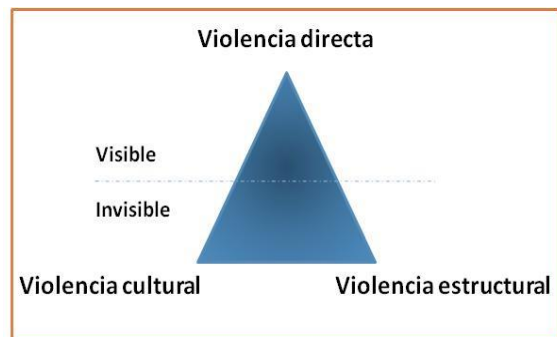 Violencia directa
Visible
Invisible
Violencia cultural
Violencia estructural